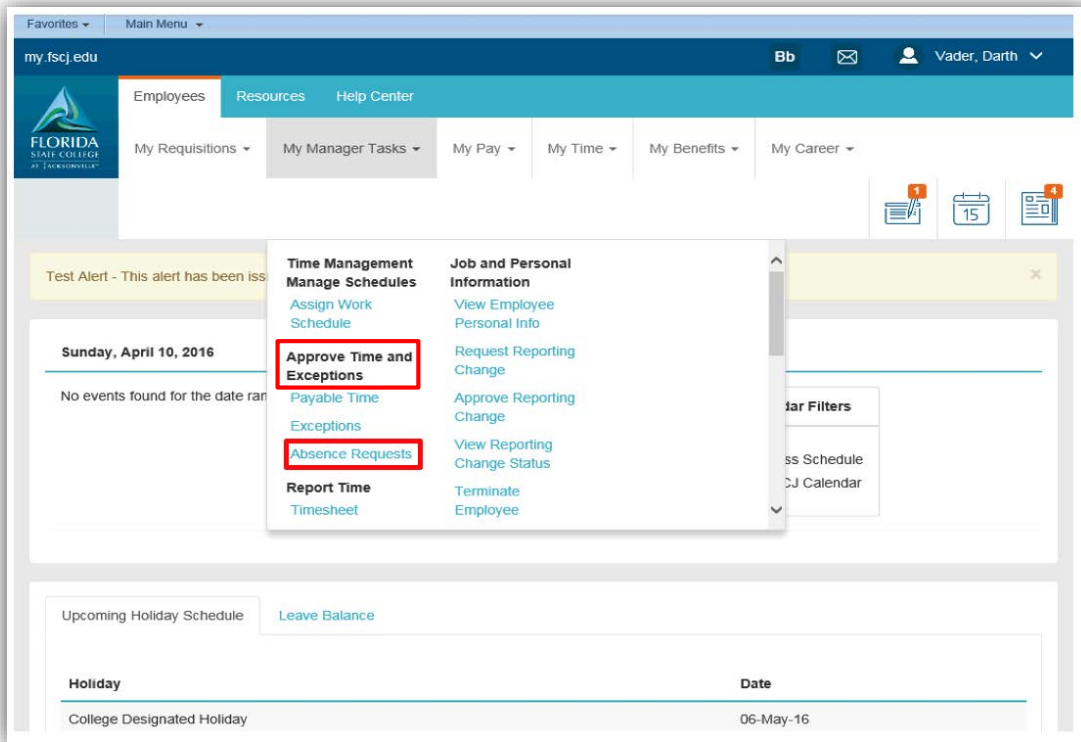 Favorites Main Menu
my.fscj.edu Bb Vader, Darth
Employees Resources Help Center
FLORIDA
STATE COLLEGE
AT JACKSONVILLE
My Requisitions My Manager Tasks My Pay My Time My Benefits My Career
1
15
4
Test Alert - This alert has been iss
Sunday, April 10, 2016
No events found for the date ran
Time Management
Manage Schedules
Assign Work
Schedule
Approve Time and
Exceptions
Payable Time
Exceptions
Absence Requests
Report Time
Timesheet
Job and Personal
Information
View Employee
Personal Info
Request Reporting
Change
Approve Reporting
Change
View Reporting
Change Status
Terminate
Employee
dar Filters
ss Schedule
CJ Calendar
Upcoming Holiday Schedule Leave Balance
Holiday Date
College Designated Holiday 06-May-16